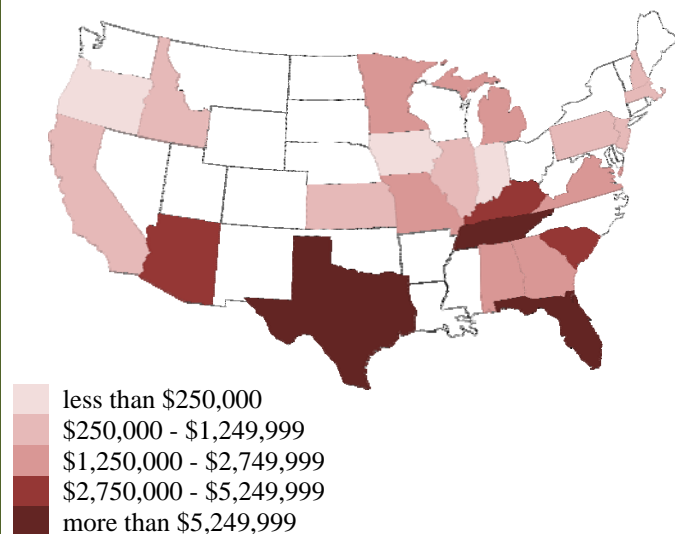 less than $250,000
$250,000 - $1,249,999
$1,250,000 - $2,749,999
$2,750,000 - $5,249,999
more than $5,249,999